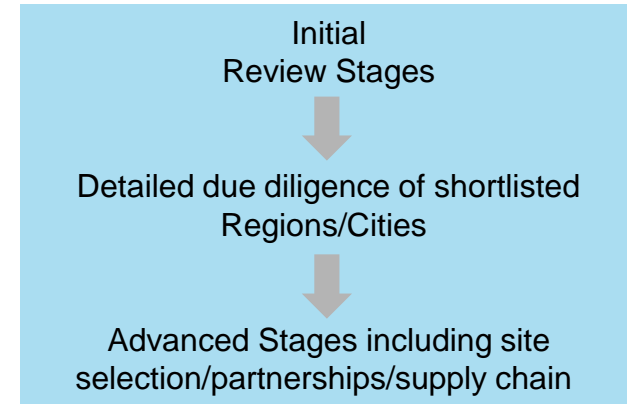 Initial
Review Stages
Detailed due diligence of shortlisted
Regions/Cities
Advanced Stages including site
selection/partnerships/supply chain